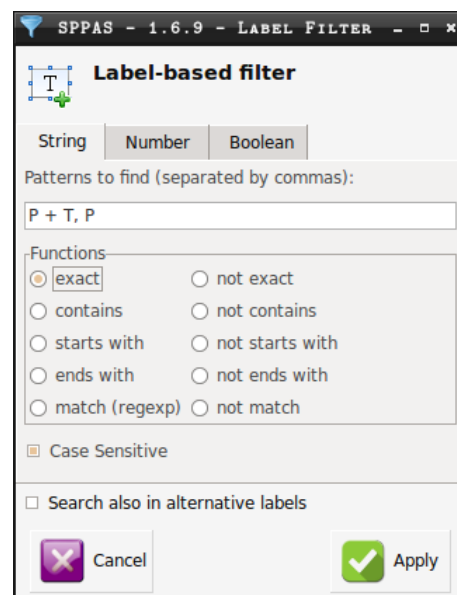 SPPAS - 1.6.9 - Label Filter
T
Label-based filter
String Number Boolean
Patterns to find (separated by commas):
P + T, P
Functions
exact not exact
contains not contains
starts with not starts with
ends with not ends with
match (regexp) not match
Case Sensitive
Search also in alternative labels
Cancel Apply